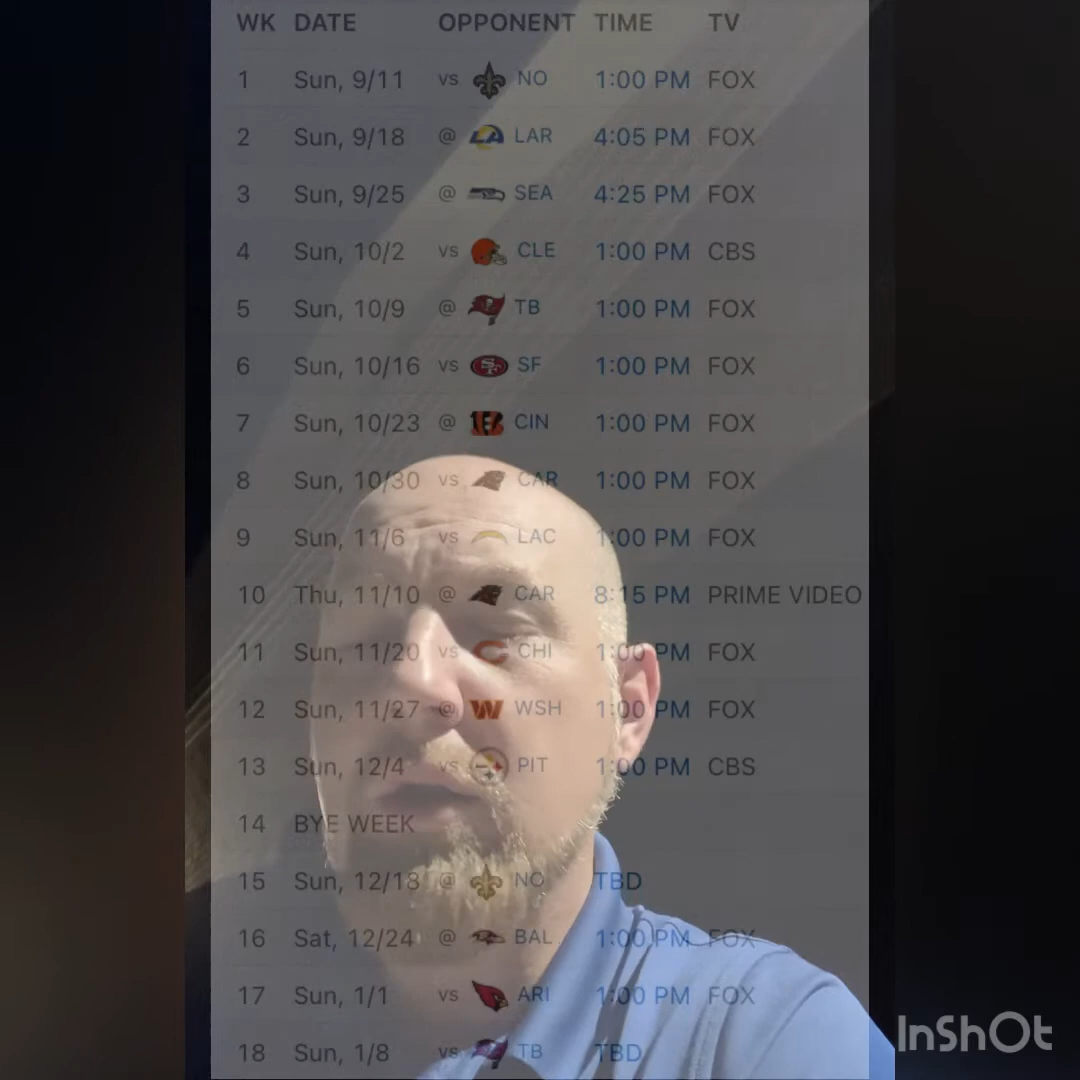 WK DATE OPPONENT TIME TV
1 Sun, 9/11 vs NO 1:00 PM FOX
2 Sun, 9/18 @ LAR 4:05 PM FOX
3 Sun, 9/25 @ SEA 4:25 PM FOX
4 Sun, 10/2 vs CLE 1:00 PM CBS
5 Sun, 10/9 @ TB 1:00 PM FOX
6 Sun, 10/16 vs SF SF 1:00 PM FOX
7 Sun, 10/23 @ CIN 1:00 PM FOX
8 Sun, 10/30 vs CAR 1:00 PM FOX
9 Sun, 11/6 vs LAC 1:00 PM FOX
10 Thu, 11/10 @ CAR 8:15 PM PRIME VIDEO
11 Sun, 11/20 vs CHI 1:00 PM FOX
12 Sun, 11/27 @ W WSH 1:00 PM FOX
13 Sun, 12/4 vs PIT 1:00 PM CBS
14 BYE WEEK
15 Sun, 12/18 @ NO TBD
16 Sat, 12/24 @ BAL 1:00 PM FOX
17 Sun, 1/1 vs ARI 1:00 PM FOX
18 Sun, 1/8 vs TB TBD
InShOt